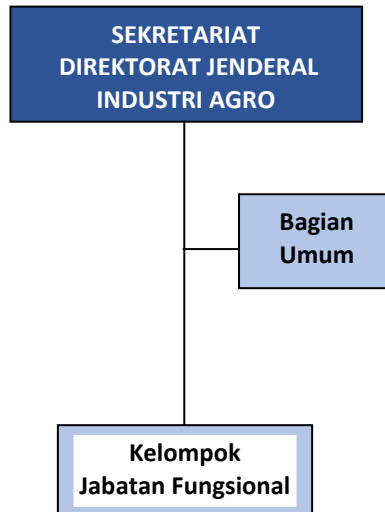 SEKRETARIAT
DIREKTORAT JENDERAL
INDUSTRI AGRO
Bagian
Umum
Kelompok
Jabatan Fungsional